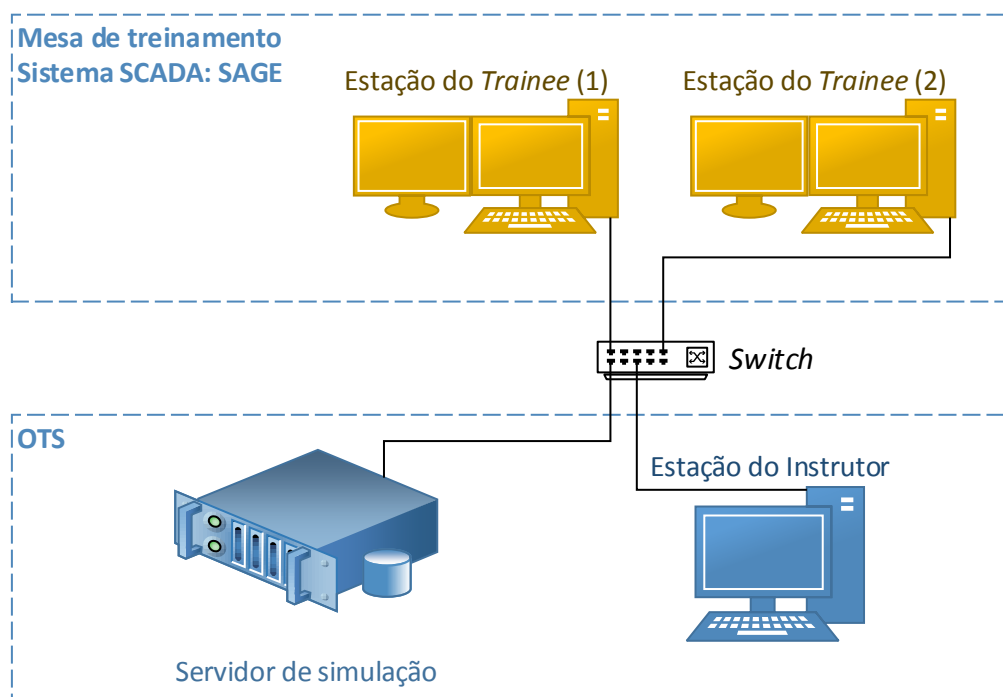 Mesa de treinamento
Sistema SCADA: SAGE
Estação do Trainee (1)
Estação do Trainee (2)
Switch
OTS
Estação do Instrutor
Servidor de simulação